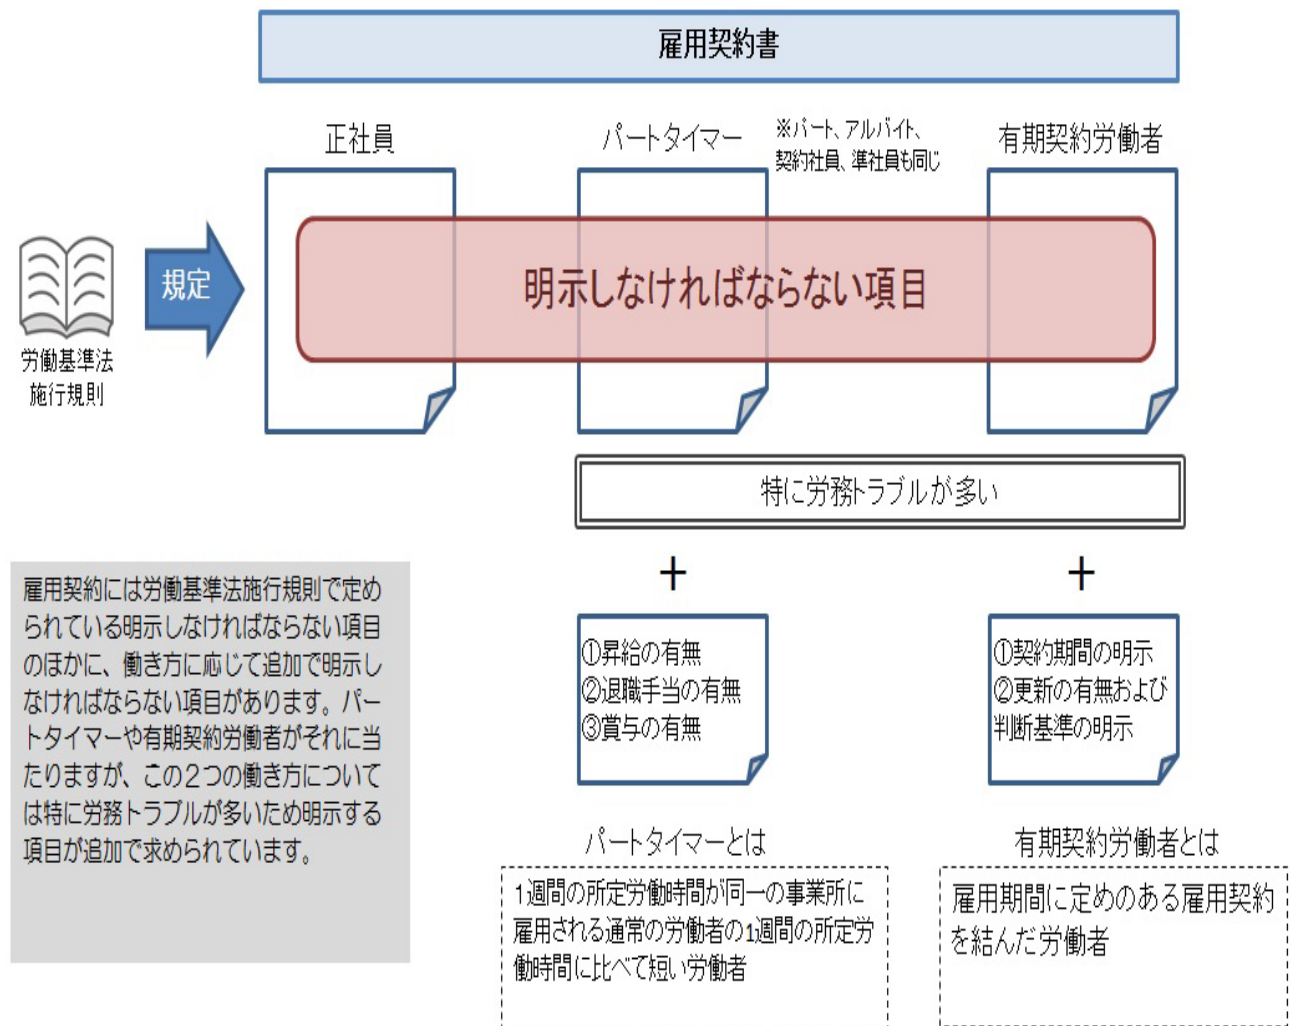 雇用契約書
正社員
パートタイマー
※パート、アルバイト、
契約社員、準社員も同じ
有期契約労働者
規定
明示しなければならない項目
労働基準法
施行規則
特に労務トラブルが多い
雇用契約には労働基準法施行規則で定め
られている明示しなければならない項目
のほかに、働き方に応じて追加で明示し
なければならない項目があります。パー
トタイマーや有期契約労働者がそれに当
たりますが、この２つの働き方について
は特に労務トラブルが多いため明示する
項目が追加で求められています。
＋
＋
①昇給の有無
②退職手当の有無
③賞与の有無
①契約期間の明示
②更新の有無および
判断基準の明示
パートタイマーとは
1週間の所定労働時間が同一の事業所に
雇用される通常の労働者の1週間の所定労
働時間に比べて短い労働者
有期契約労働者とは
雇用期間に定めのある雇用契約
を結んだ労働者